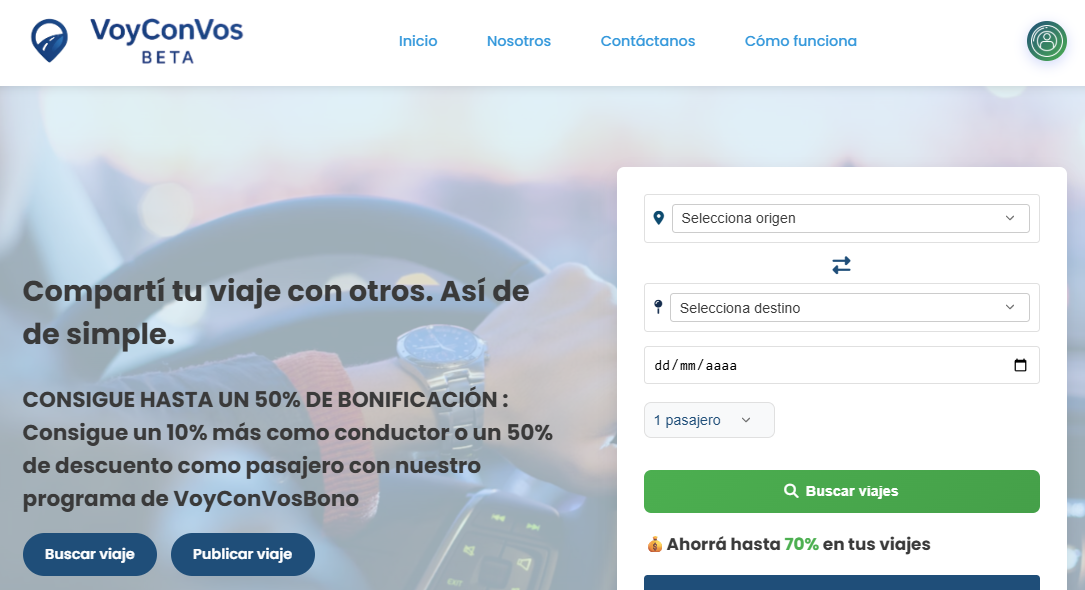 VoyConVos
BETA
Inicio
Nosotros
Contáctanos
Cómo funciona
Compartí tu viaje con otros. Así de
de simple.
CONSIGUE HASTA UN 50% DE BONIFICACIÓN :
Consigue un 10% más como conductor o un 50%
de descuento como pasajero con nuestro
programa de VoyConVosBono
Buscar viaje
Publicar viaje
Selecciona origen
Selecciona destino
dd/mm/aaaa
1 pasajero
Buscar viajes
Ahorrá hasta 70% en tus viajes
EXIT